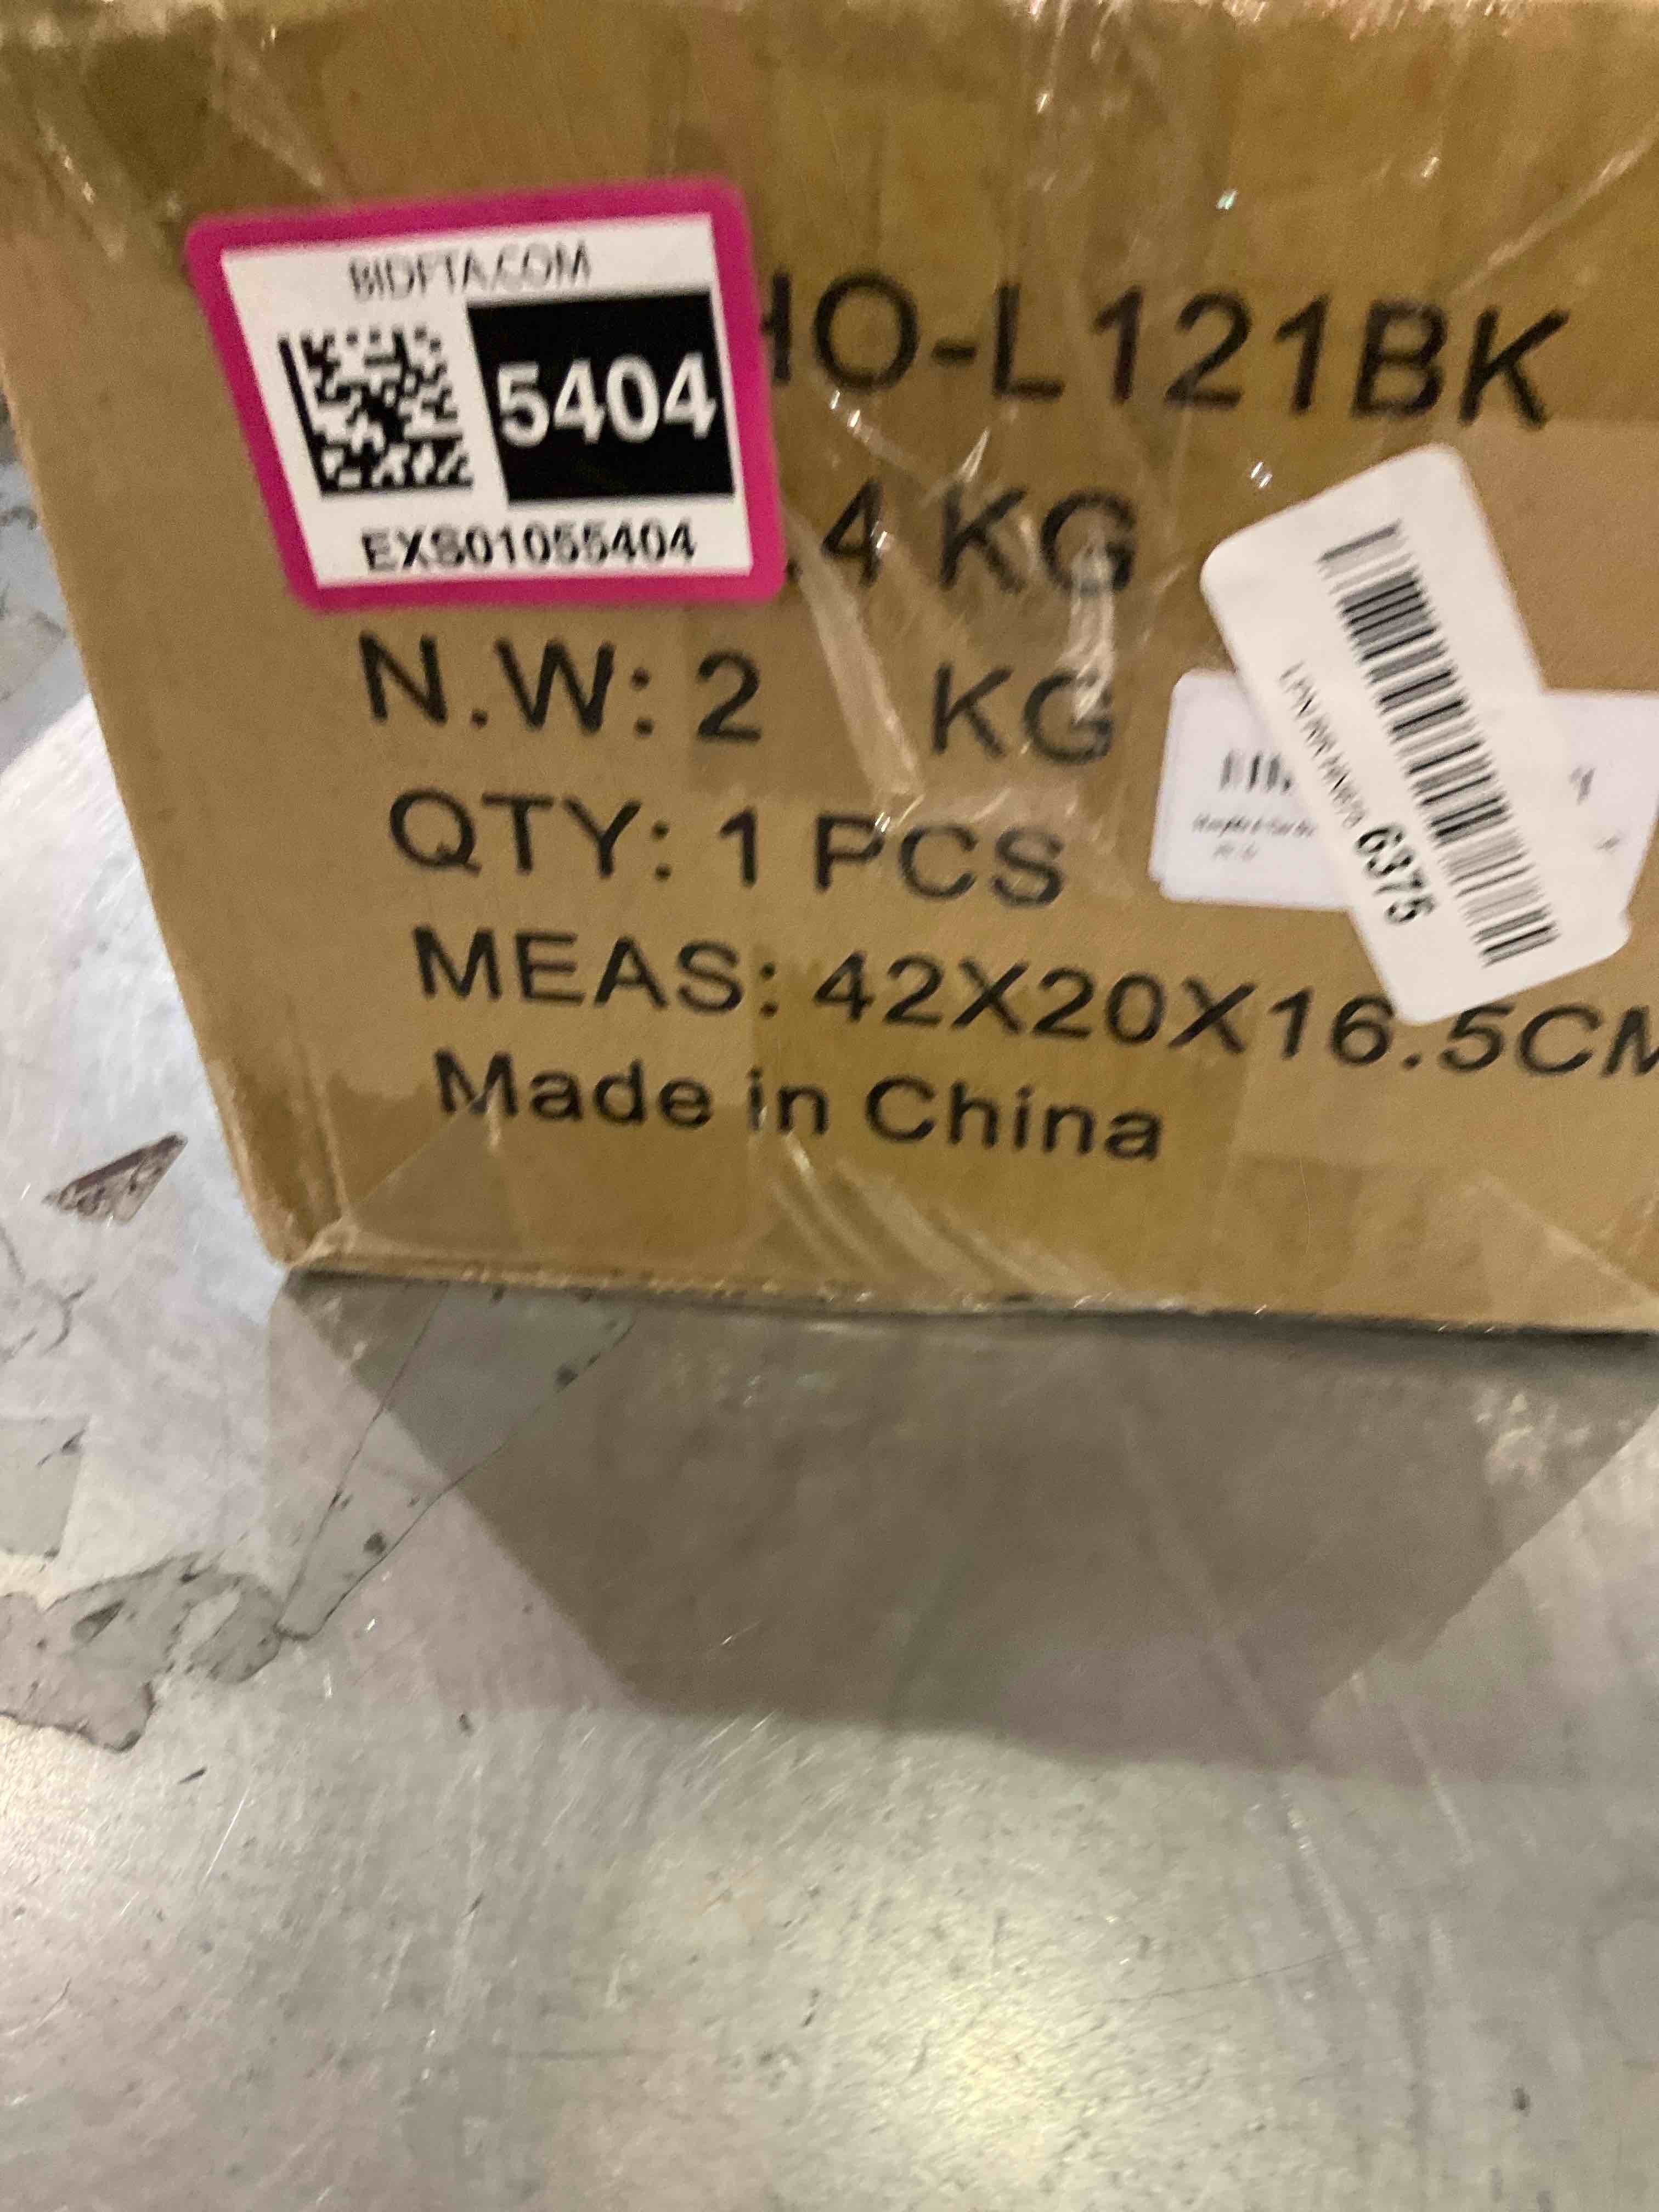 BIDFTA.COM
5404
EXS01055404
HO-L121BK
.4 KG
N.W: 2 KG
QTY: 1 PCS
MEAS: 42X20X16.5CM
Made in China
6375